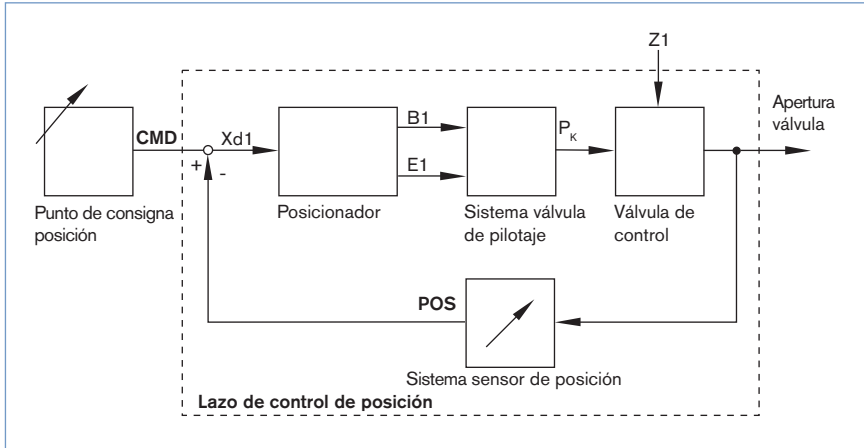 Z1
Apertura
válvula
CMD
Xd1
B1
E1
P_K
+
-
Punto de consigna
posición
Posicionador
Sistema válvula
de pilotaje
Válvula de
control
POS
Sistema sensor de posición
Lazo de control de posición